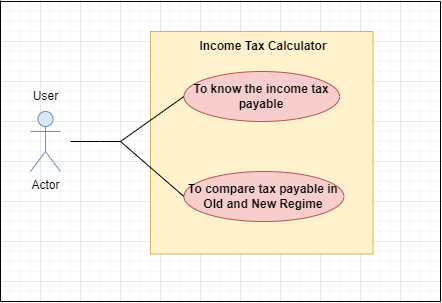 Income Tax Calculator
To know the income tax
payable
User
Actor
To compare tax payable in
Old and New Regime